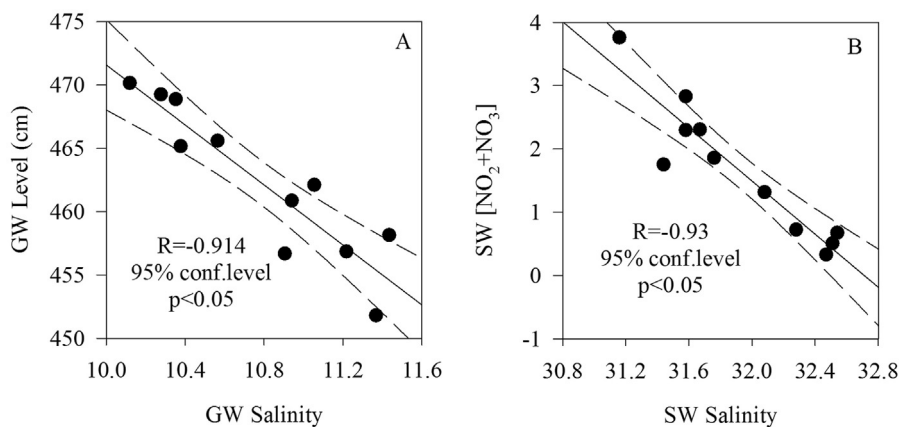 A
475
470
465
460
455
450
GW Level (cm)
R=-0.914
95% conf.level
p<0.05
10.0 10.4 10.8 11.2 11.6
GW Salinity
B
4
3
2
1
0
-1
SW [NO2+NO3]
R=-0.93
95% conf.level
p<0.05
30.8 31.2 31.6 32.0 32.4 32.8
SW Salinity